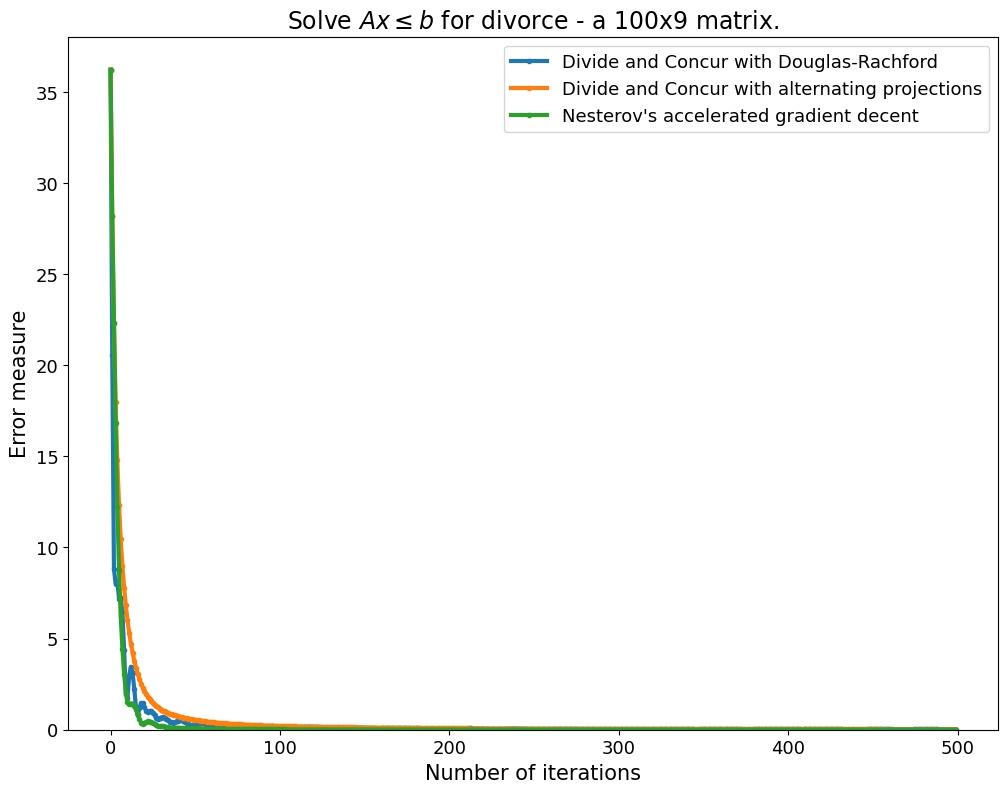 Solve Ax ≤ b for divorce - a 100x9 matrix.
Divide and Concur with Douglas-Rachford
Divide and Concur with alternating projections
Nesterov's accelerated gradient decent
Error measure
35
30
25
20
15
10
5
0
0 100 200 300 400 500
Number of iterations